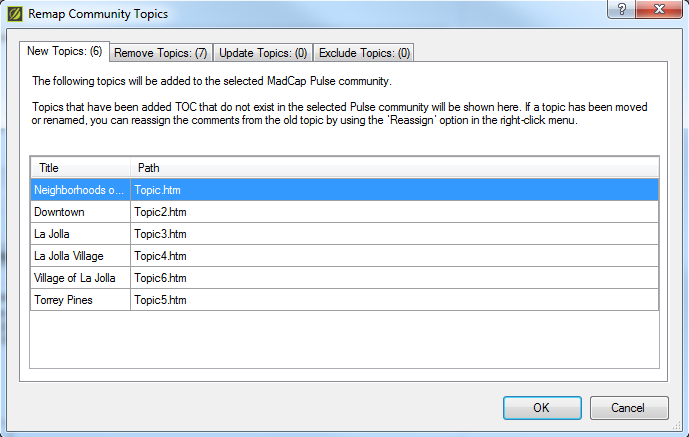 Remap Community Topics
New Topics: (6) Remove Topics: (7) Update Topics: (0) Exclude Topics: (0)
The following topics will be added to the selected MadCap Pulse community.
Topics that have been added TOC that do not exist in the selected Pulse community will be shown here. If a topic has been moved
or renamed, you can reassign the comments from the old topic by using the 'Reassign' option in the right-click menu.
Title Path
Neighborhoods o... Topic.htm
Downtown Topic2.htm
La Jolla Topic3.htm
La Jolla Village Topic4.htm
Village of La Jolla Topic6.htm
Torrey Pines Topic5.htm
OK Cancel